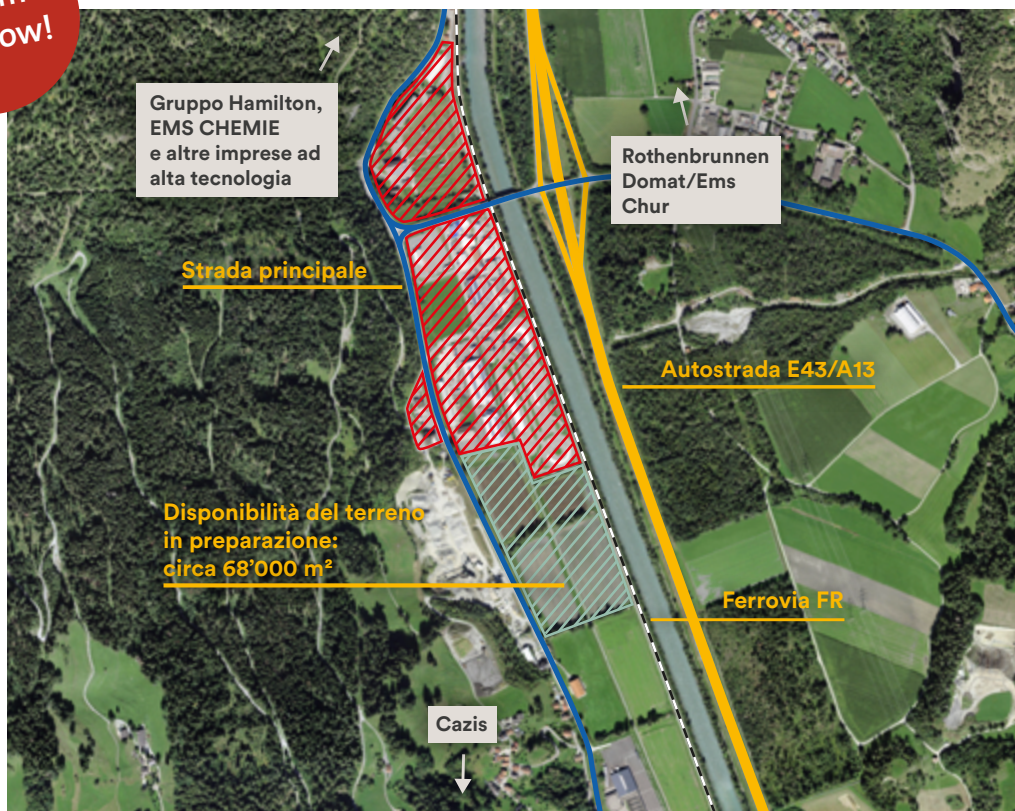 ow!
Gruppo Hamilton,
EMS CHEMIE
e altre imprese ad
alta tecnologia
Rothenbrunnen
Domat/Ems
Chur
Strada principale
Autostrada E43/A13
Disponibilità del terreno
in preparazione:
circa 68'000 m²
Ferrovia FR
Cazis